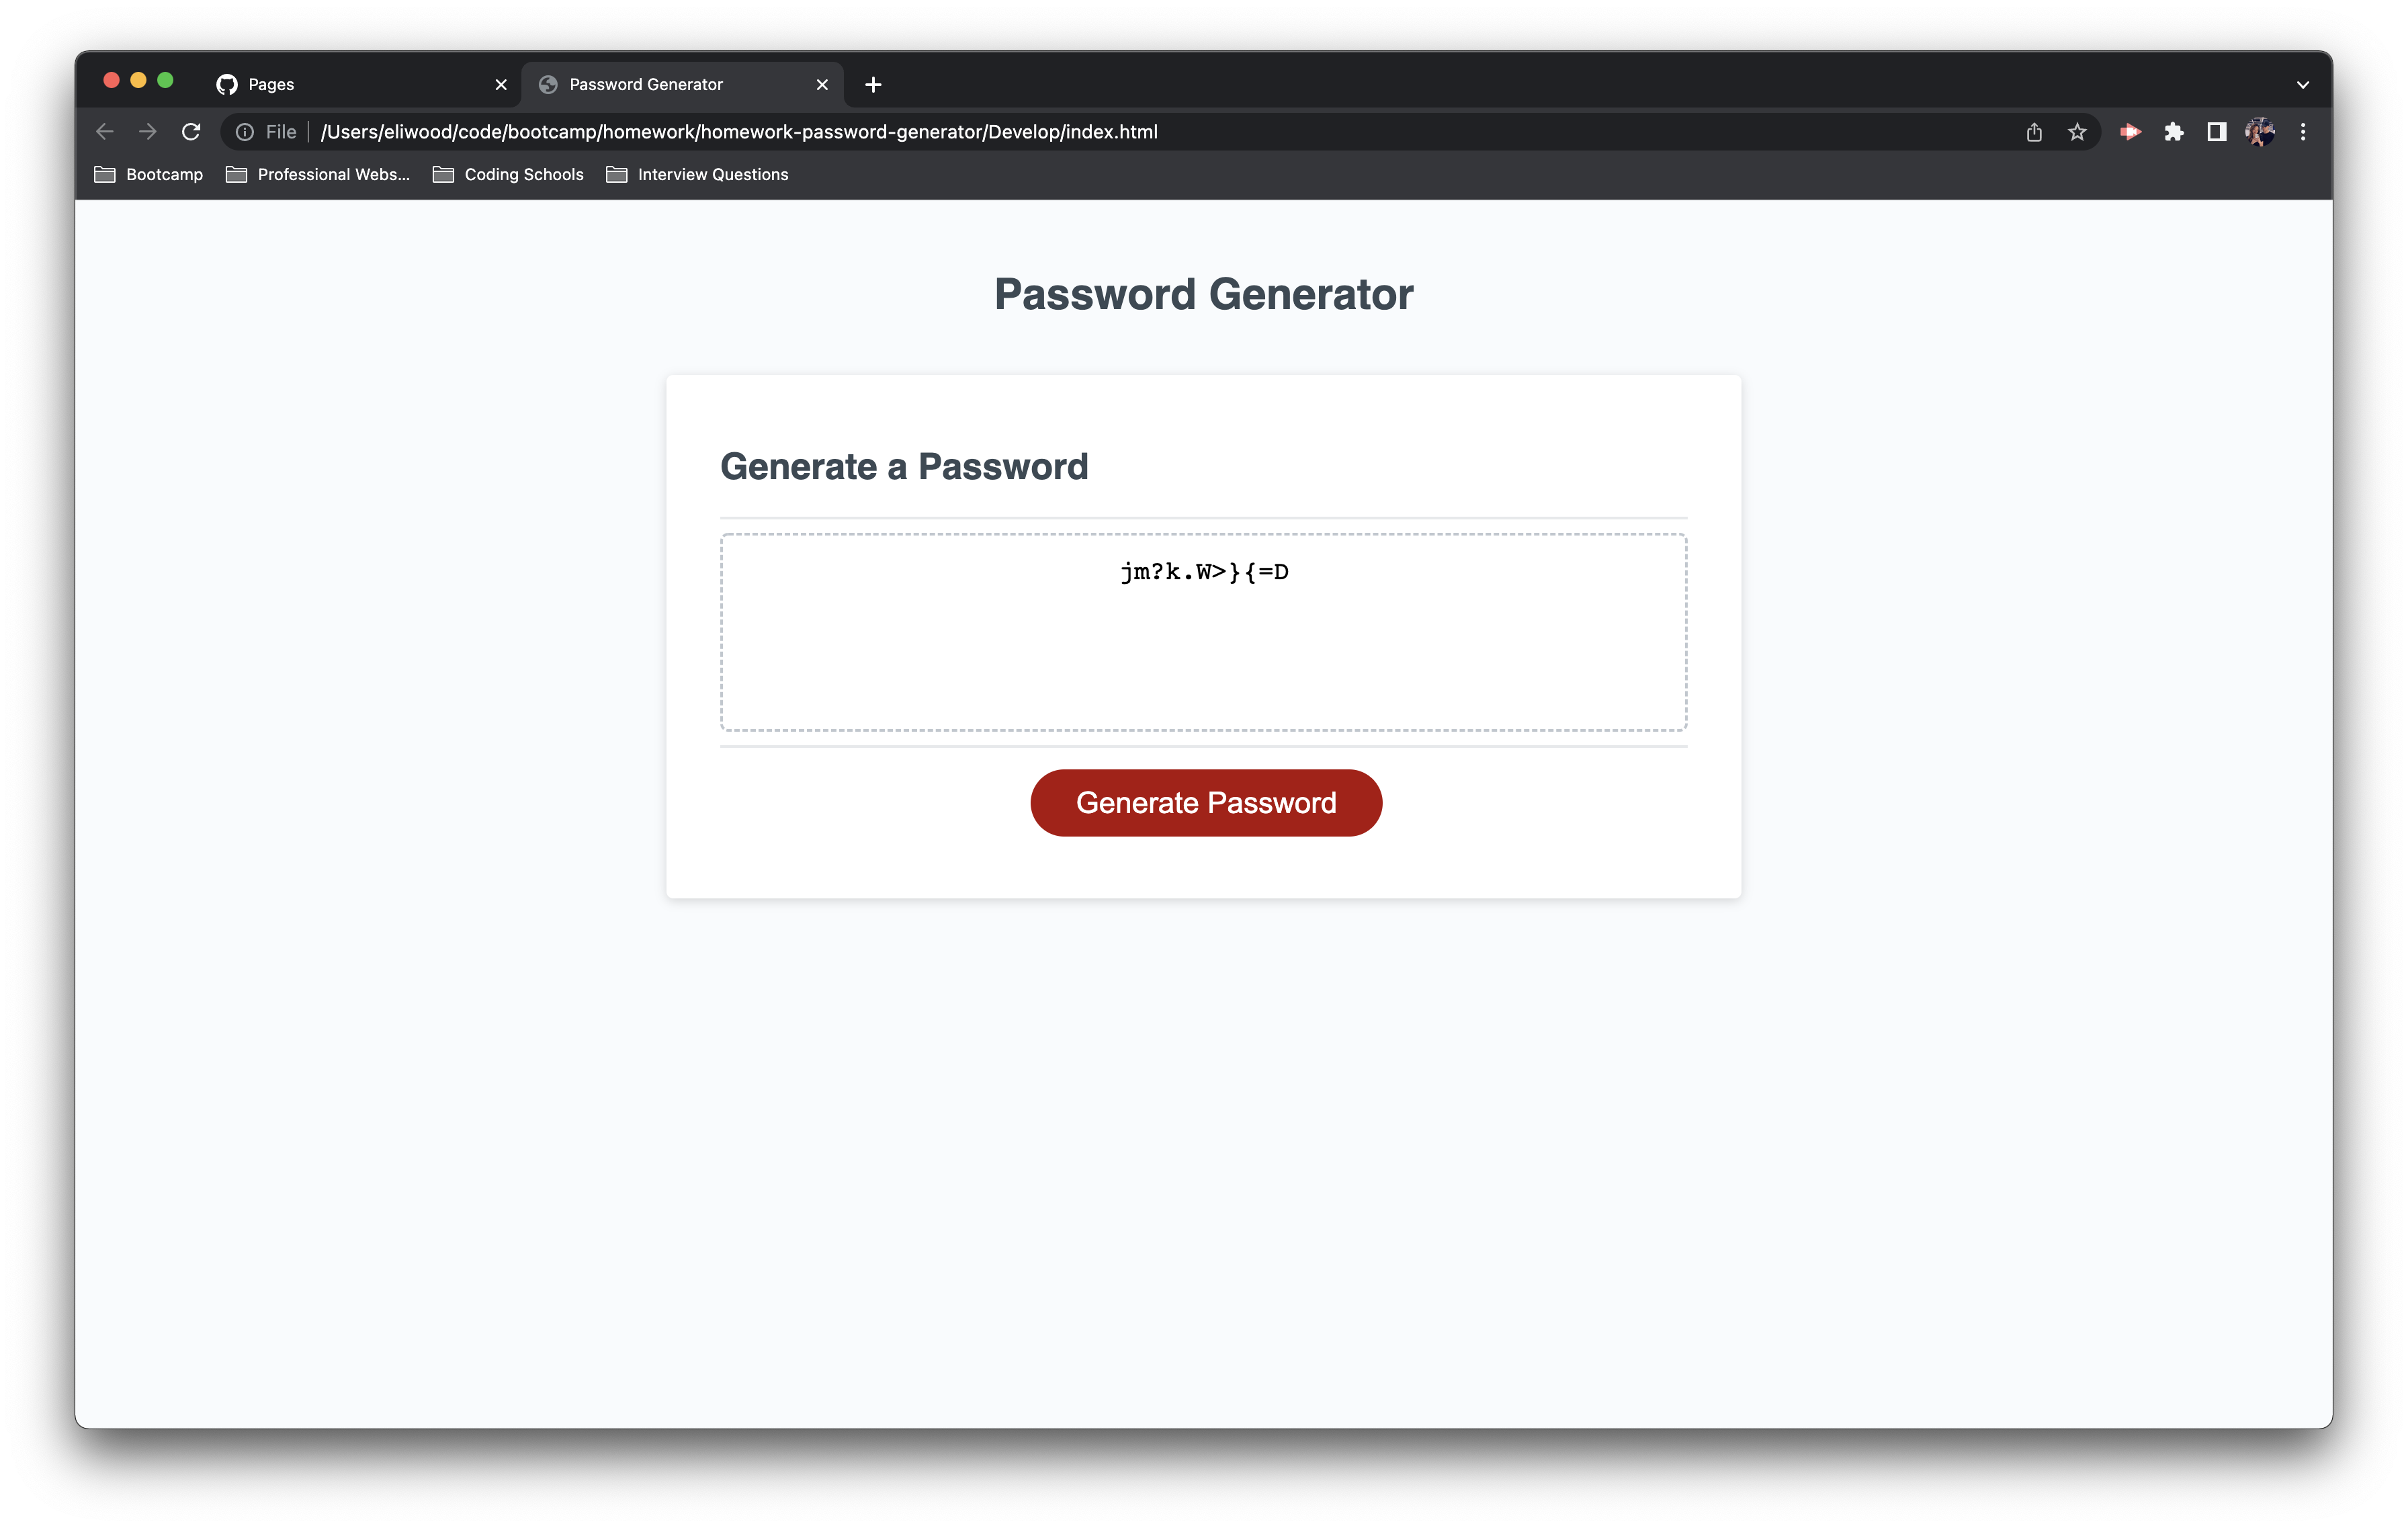 Pages
Password Generator
File
/Users/eliwood/code/bootcamp/homework/homework-password-generator/Develop/index.html
Bootcamp
Professional Webs...
Coding Schools
Interview Questions
Password Generator
Generate a Password
jm?k.W>}{=D
Generate Password